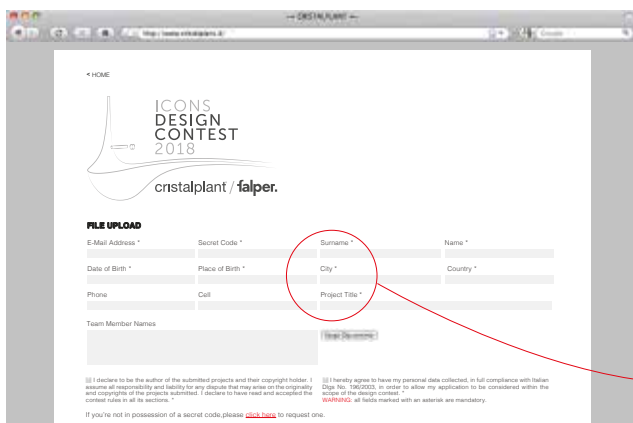 — CRISTALPLANT —
< HOME
ICONS
DESIGN
CONTEST
2018
cristalplant / falper.
FILE UPLOAD
E-Mail Address * Secret Code * Surname * Name *
Date of Birth * Place of Birth * City * Country *
Phone Cell Project Title *
Team Member Names
I declare to be the author of the submitted projects and their copyright holder. I
assume all responsibility and liability for any dispute that may arise on the originality
and copyrights of the projects submitted. I declare to have read and accepted the
contest rules in all its sections. *
I hereby agree to have my personal data collected, in full compliance with Italian
Dlgs No. 196/2003, in order to allow my application to be considered within the
scope of the design contest. *
WARNING: all fields marked with an asterisk are mandatory.
If you're not in possession of a secret code,please click here to request one.